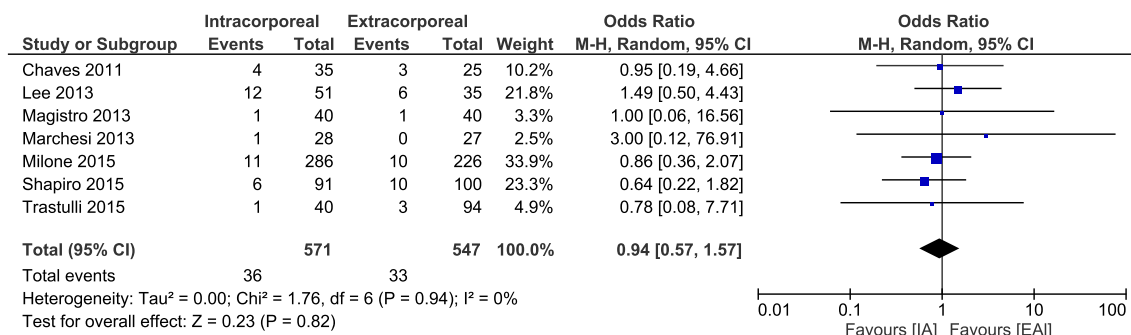 Intracorporeal Extracorporeal Odds Ratio Odds Ratio
Study or Subgroup Events Total Events Total Weight M-H, Random, 95% CI M-H, Random, 95% CI
Chaves 2011 4 35 3 25 10.2% 0.95 [0.19, 4.66]
Lee 2013 12 51 6 35 21.8% 1.49 [0.50, 4.43]
Magistro 2013 1 40 1 40 3.3% 1.00 [0.06, 16.56]
Marchesi 2013 1 28 0 27 2.5% 3.00 [0.12, 76.91]
Milone 2015 11 286 10 226 33.9% 0.86 [0.36, 2.07]
Shapiro 2015 6 91 10 100 23.3% 0.64 [0.22, 1.82]
Trastulli 2015 1 40 3 94 4.9% 0.78 [0.08, 7.71]
Total (95% CI) 571 547 100.0% 0.94 [0.57, 1.57]
Total events 36 33
Heterogeneity: Tau² = 0.00; Chi² = 1.76, df = 6 (P = 0.94); I² = 0%
Test for overall effect: Z = 0.23 (P = 0.82)
0.01 0.1 1 10 100
Favours [IA] Favours [EA]